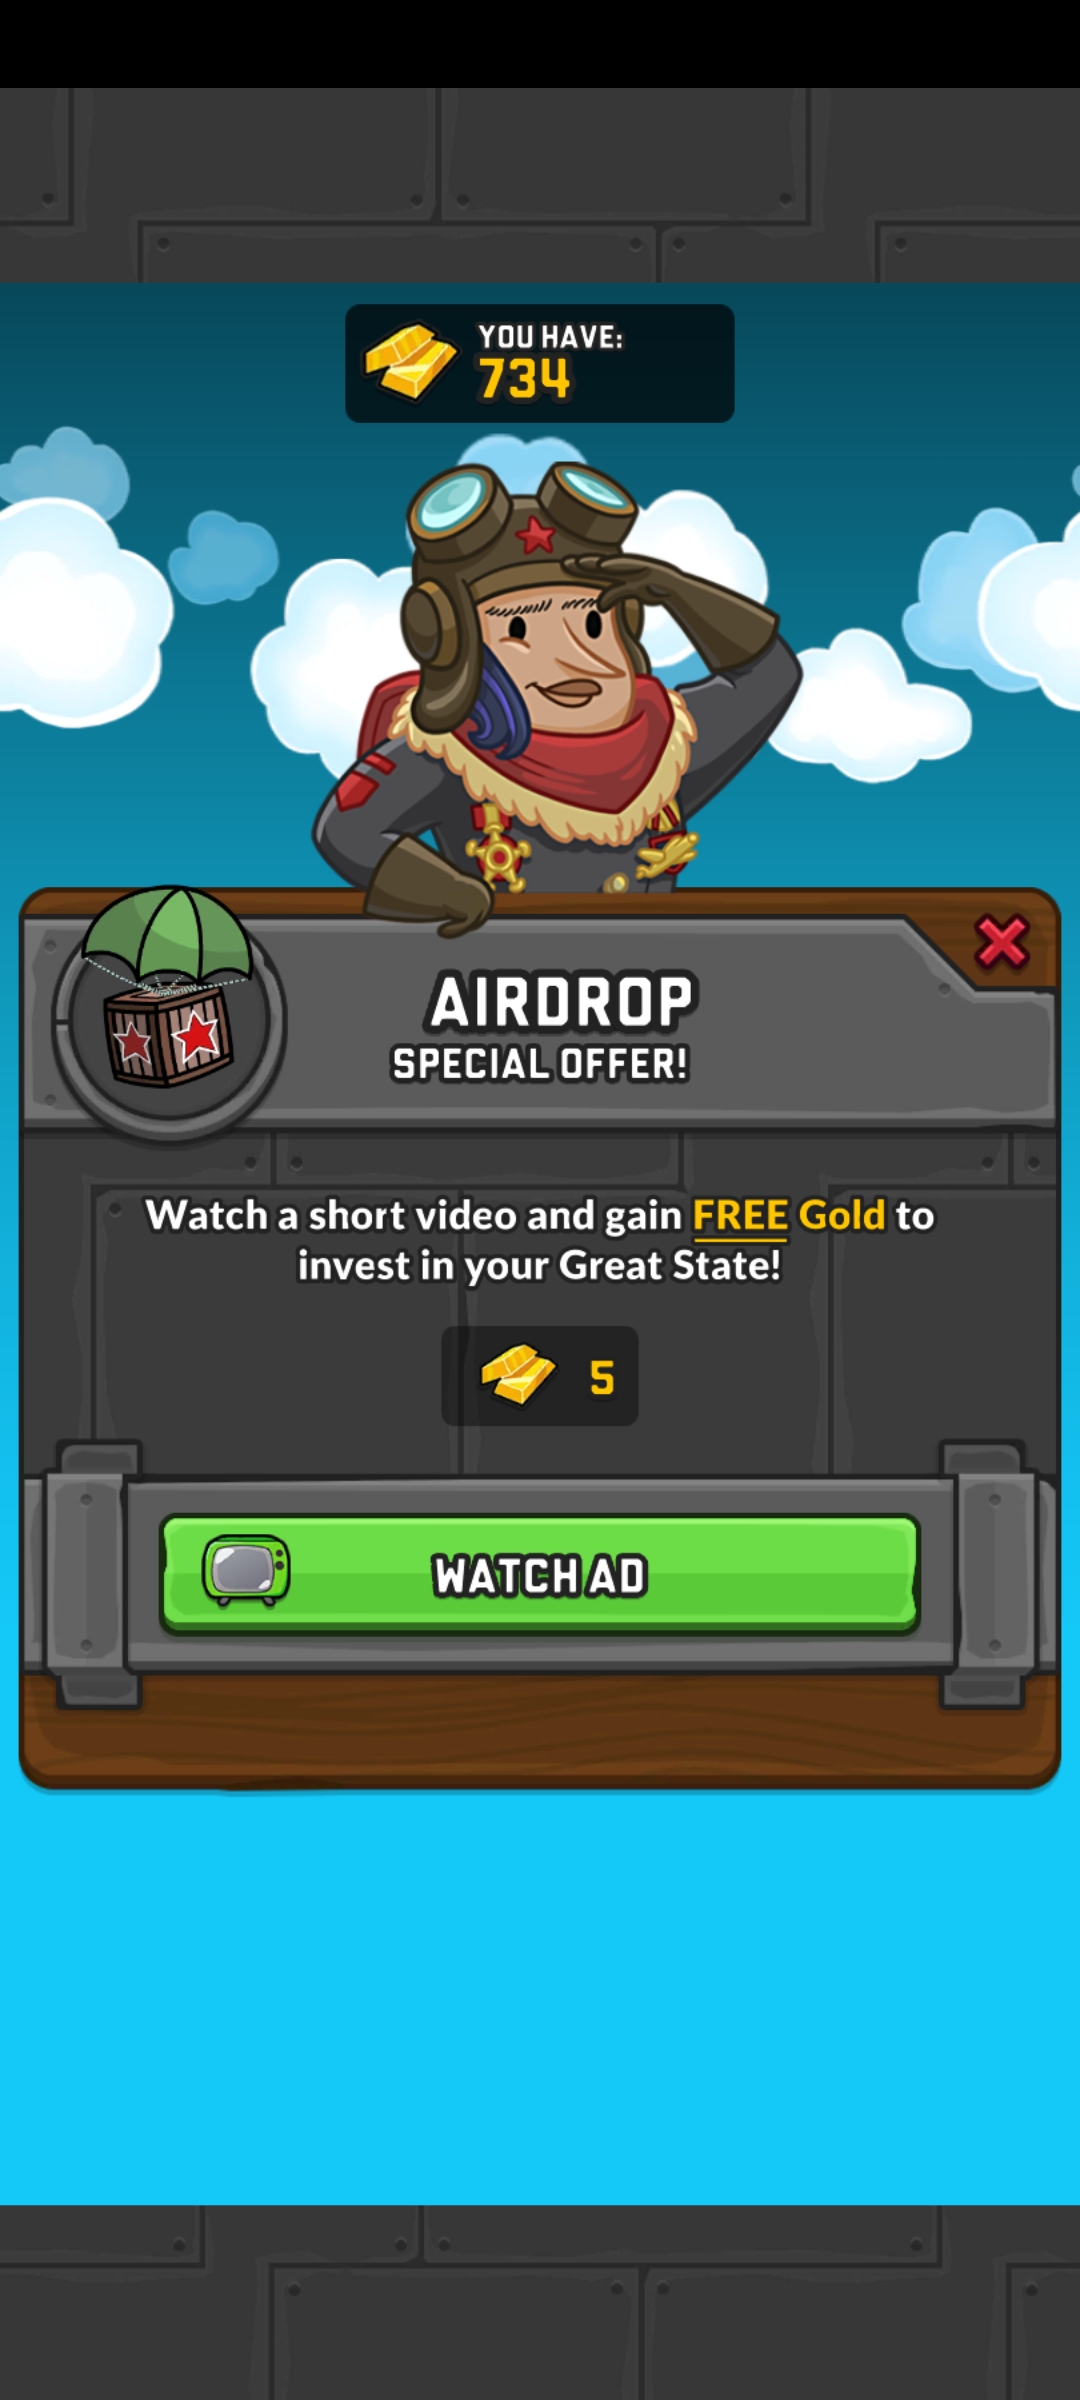 YOU HAVE:
734
AIRDROP
SPECIAL OFFER!
Watch a short video and gain FREE Gold to
invest in your Great State!
5
WATCH AD